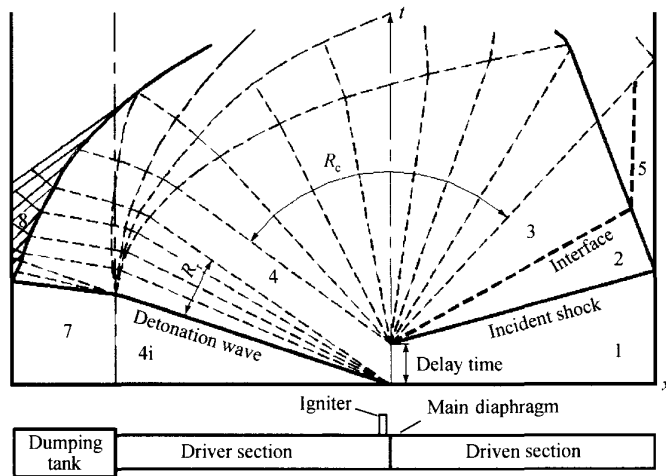 t
R_c
5
3
8
Interface
4
2
R_r
Incident shock
7
Detonation wave
4i
Delay time
1
x
Igniter
Main diaphragm
Dumping
tank
Driver section
Driven section